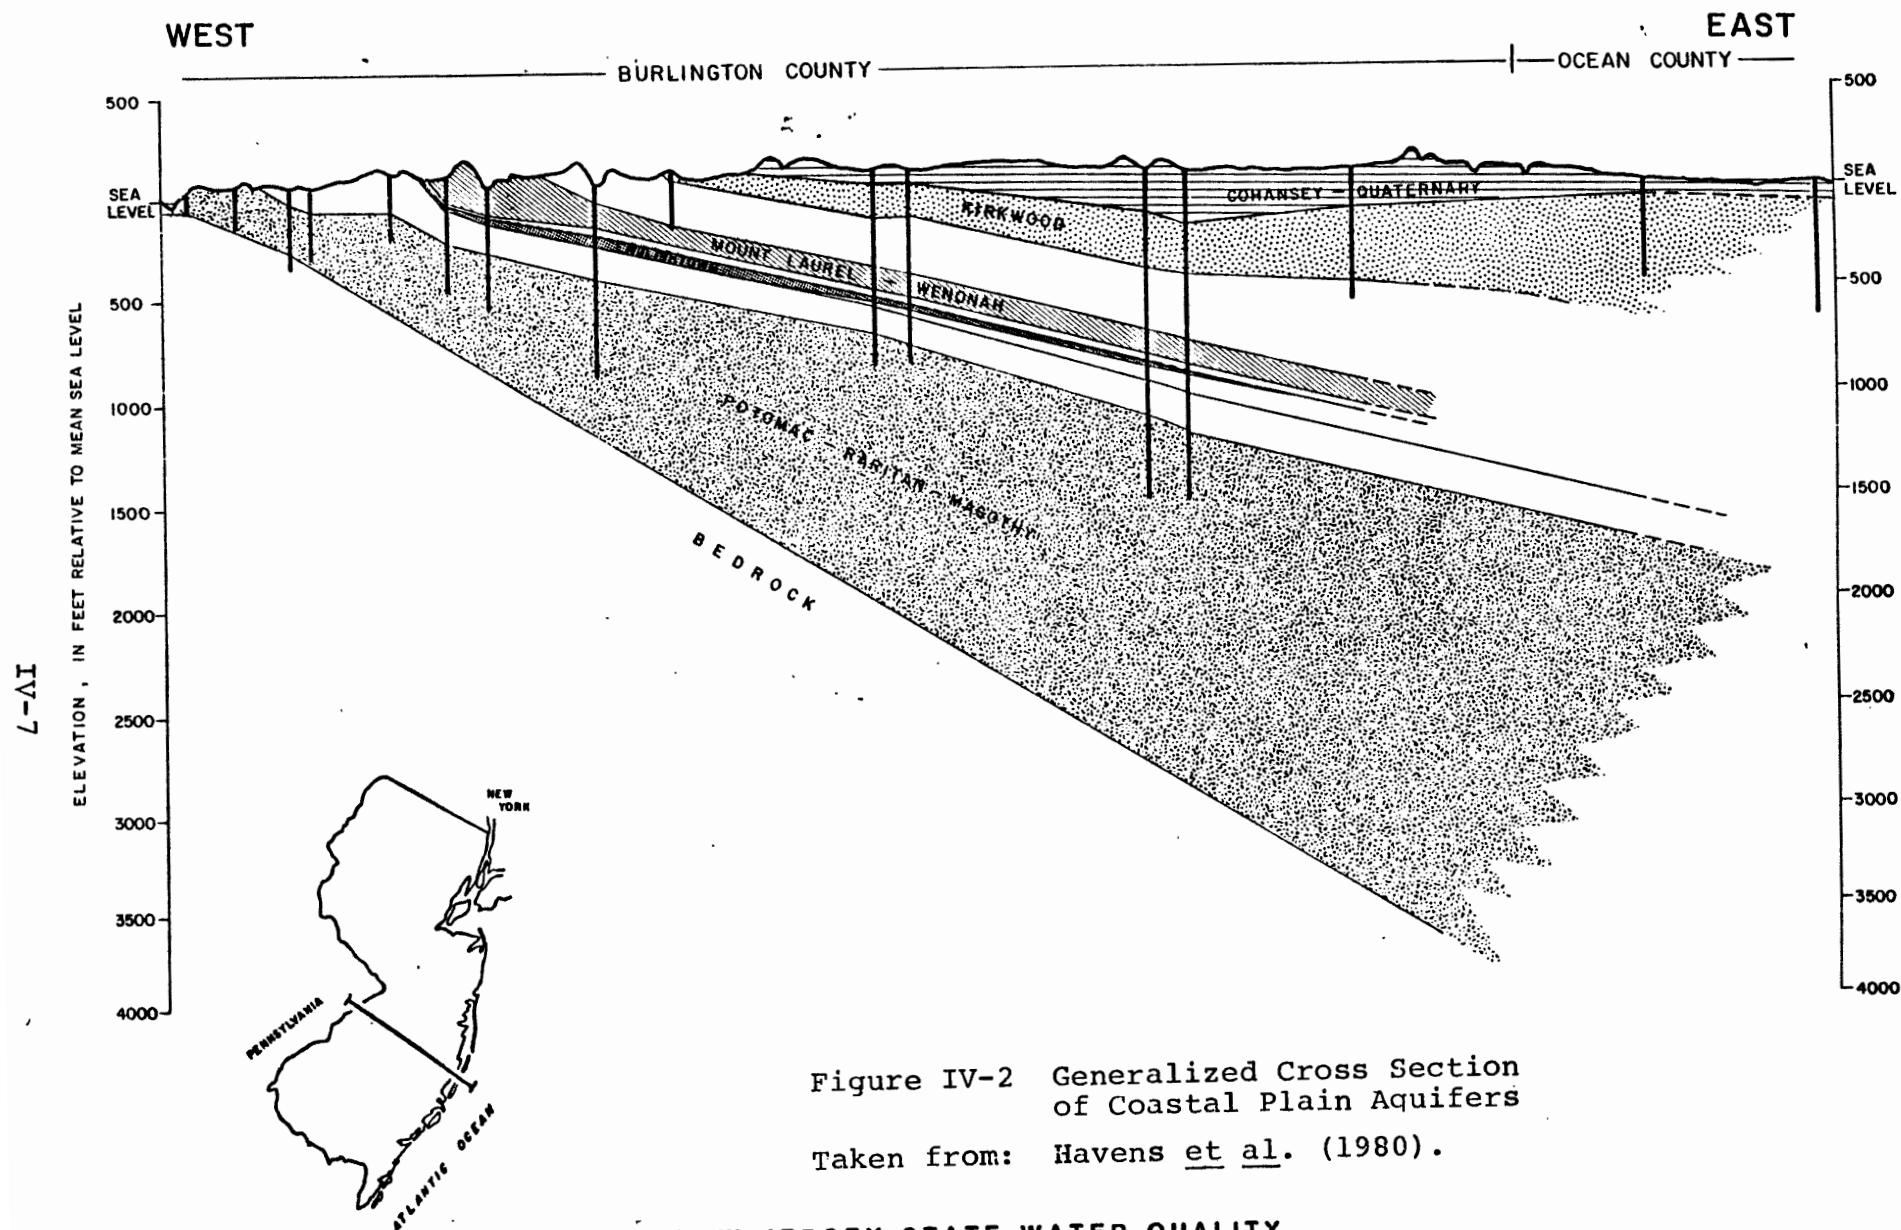 WEST
EAST
BURLINGTON COUNTY
OCEAN COUNTY
500
SEA
LEVEL
500
1000
1500
2000
2500
3000
3500
4000
ELEVATION , IN FEET RELATIVE TO MEAN SEA LEVEL
IV-7
500
SEA
LEVEL
500
1000
1500
2000
2500
3000
3500
4000
COHANSEY - QUATERNARY
KIRKWOOD
MOUNT LAUREL - WENONAH
POTOMAC - RARITAN - MAGOTHY
BEDROCK
NEW
YORK
PENNSYLVANIA
ATLANTIC OCEAN
Figure IV-2 Generalized Cross Section
of Coastal Plain Aquifers
Taken from: Havens et al. (1980).
STATE WATER QUALITY